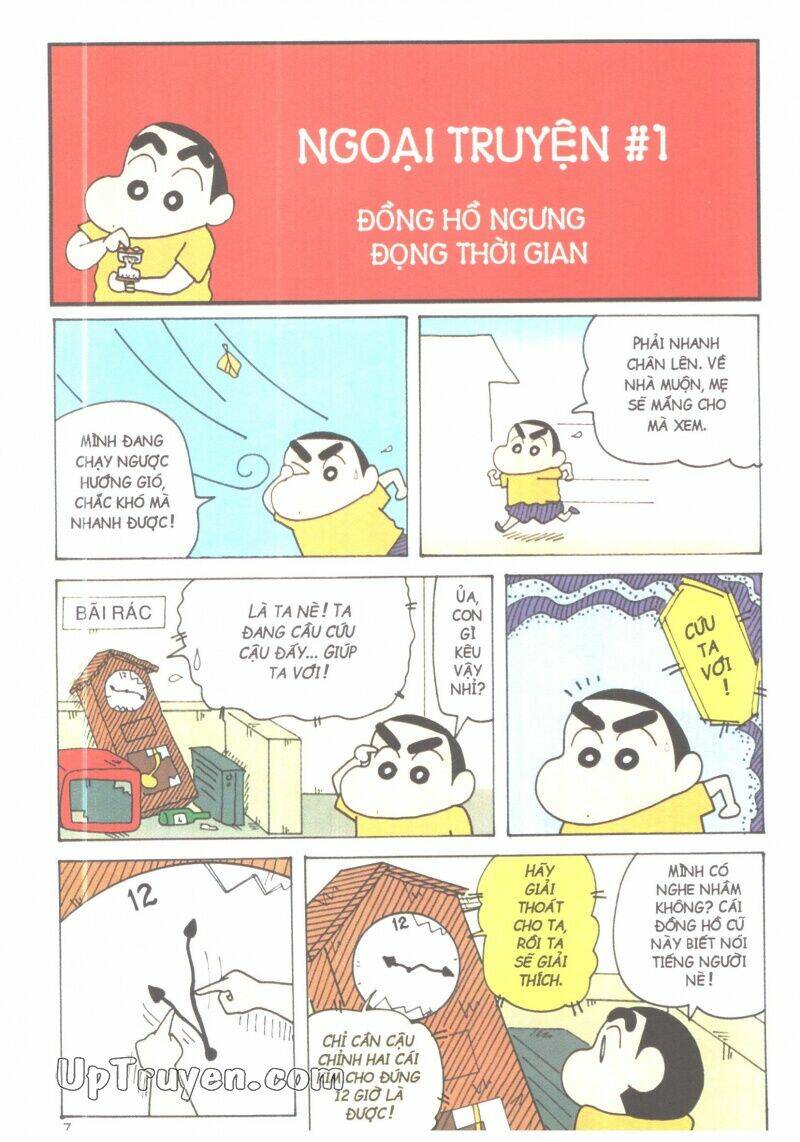 NGOẠI TRUYỆN #1
ĐỒNG HỒ NGƯNG
ĐỌNG THỜI GIAN
PHẢI NHANH
CHÂN LÊN. VỀ
NHÀ MUỘN, MẸ
SẼ MẮNG CHO
MÀ XEM.
MÌNH ĐANG
CHẠY NGƯỢC
HƯỚNG GIÓ,
CHẮC KHÓ MÀ
NHANH ĐƯỢC!
CỨU
TA
VỚI!
ỦA,
CON
GÌ
KÊU
VẬY
NHỈ?
LÀ TA NÈ! TA
ĐANG CẦU CỨU
CẬU ĐẤY... GIÚP
TA VỚI!
BÃI RÁC
MÌNH CÓ
NGHE NHẦM
KHÔNG? CÁI
ĐỒNG HỒ CŨ
NÀY BIẾT NÓI
TIẾNG NGƯỜI
NÈ!
HÃY
GIẢI
THOÁT
CHO TA,
RỒI TA
SẼ GIẢI
THÍCH.
12
CHỈ CẦN CẬU
CHỈNH HAI CÁI
KIM CHO ĐÚNG
12 GIỜ LÀ
ĐƯỢC!
12
UpTruyen.com
7